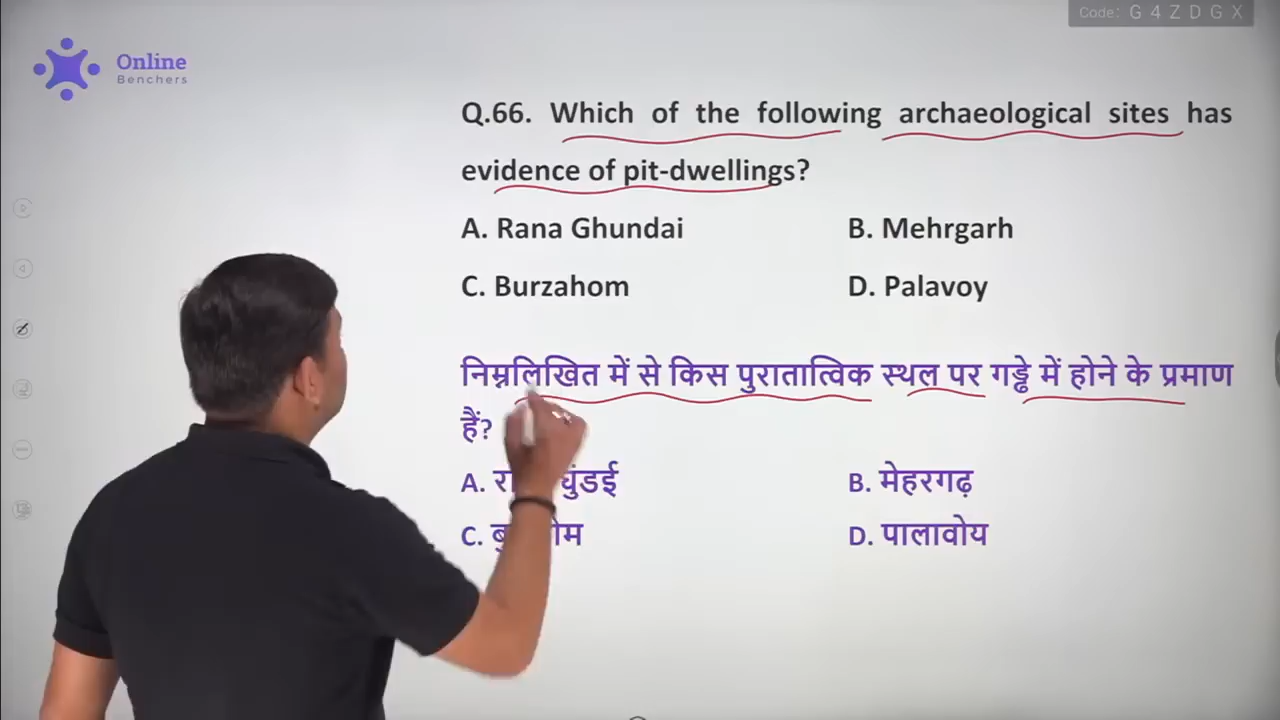 Code: G4ZDGX
Online
Benchers
Q.66. Which of the following archaeological sites has
evidence of pit-dwellings?
A. Rana Ghundai
B. Mehrgarh
C. Burzahom
D. Palavoy
निम्नलिखित में से किस पुरातात्विक स्थल पर गड्ढे में होने के प्रमाण
हैं?
A. घुंडई
B. मेहरगढ़
C.
D. पालावोय